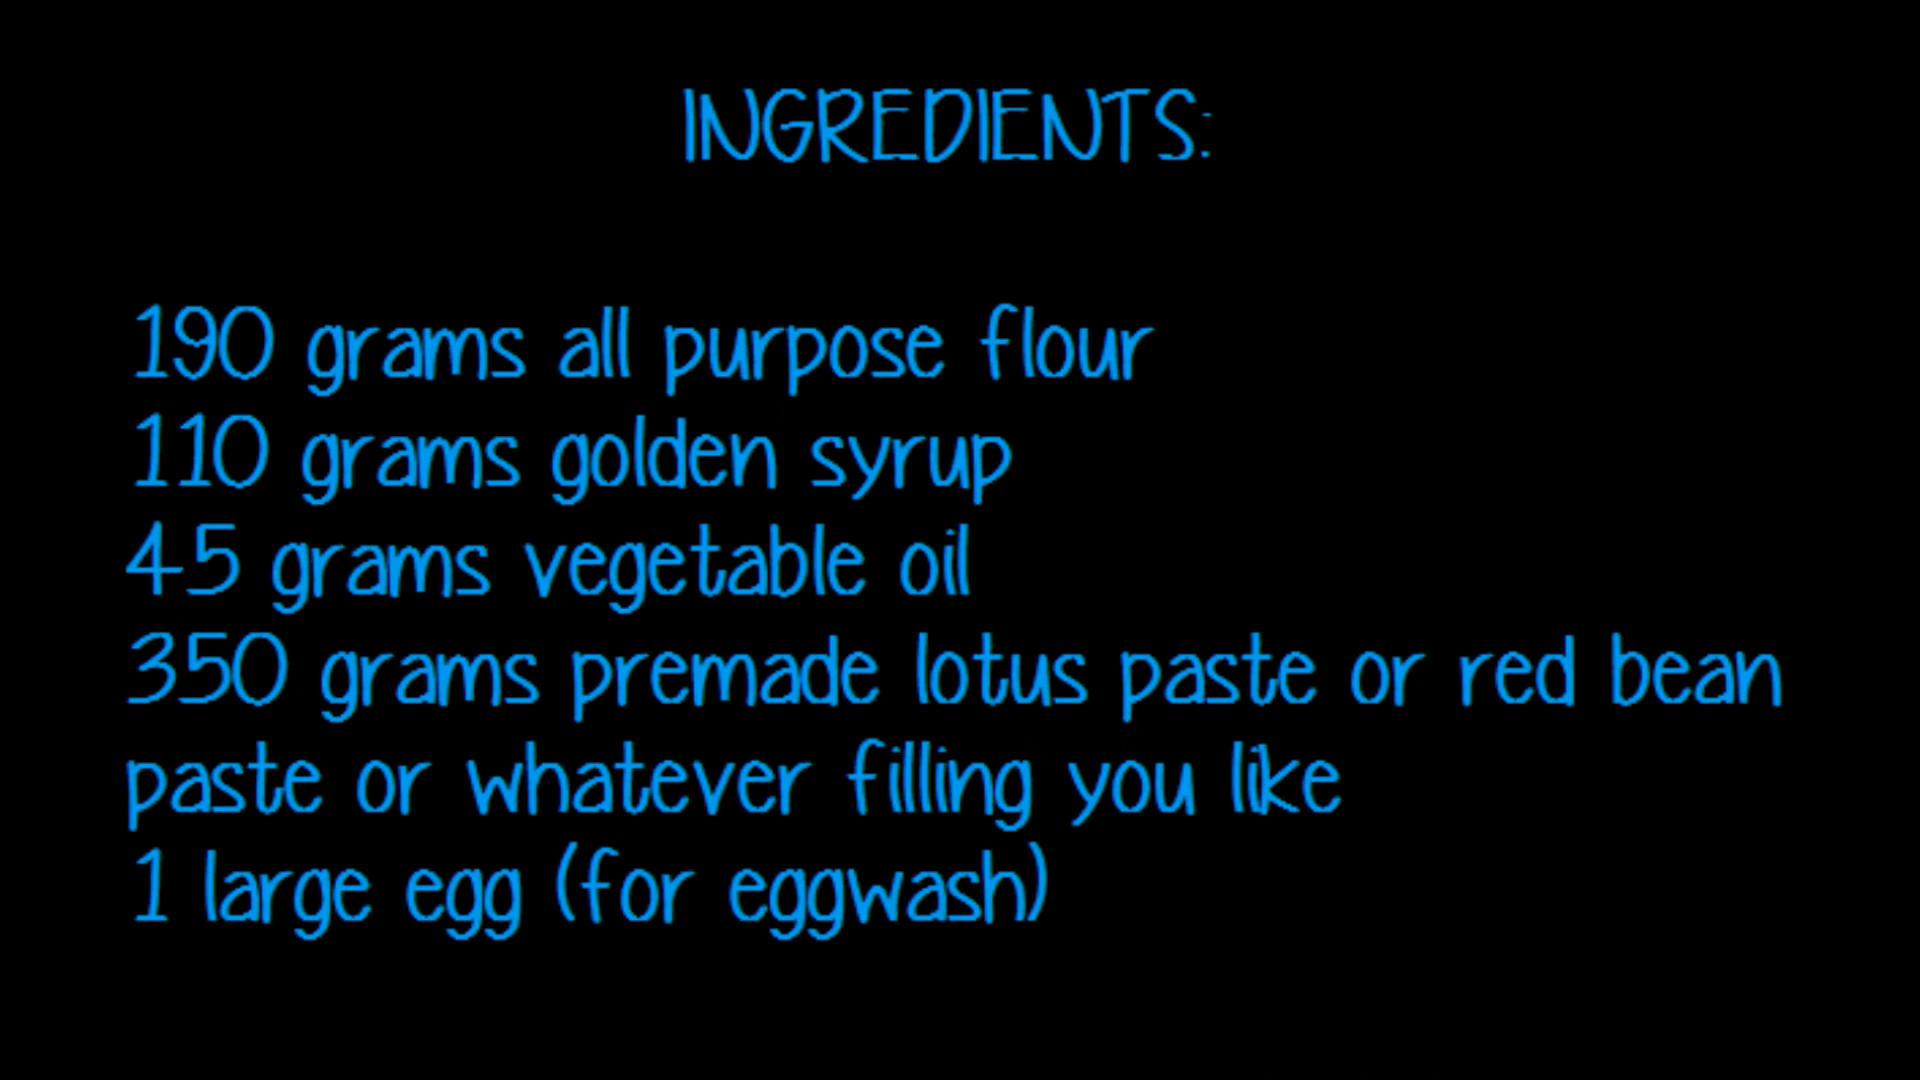 INGREDIENTS:
190 grams all purpose flour
110 grams golden syrup
45 grams vegetable oil
350 grams premade lotus paste or red bean
paste or whatever filling you like
1 large egg (for eggwash)